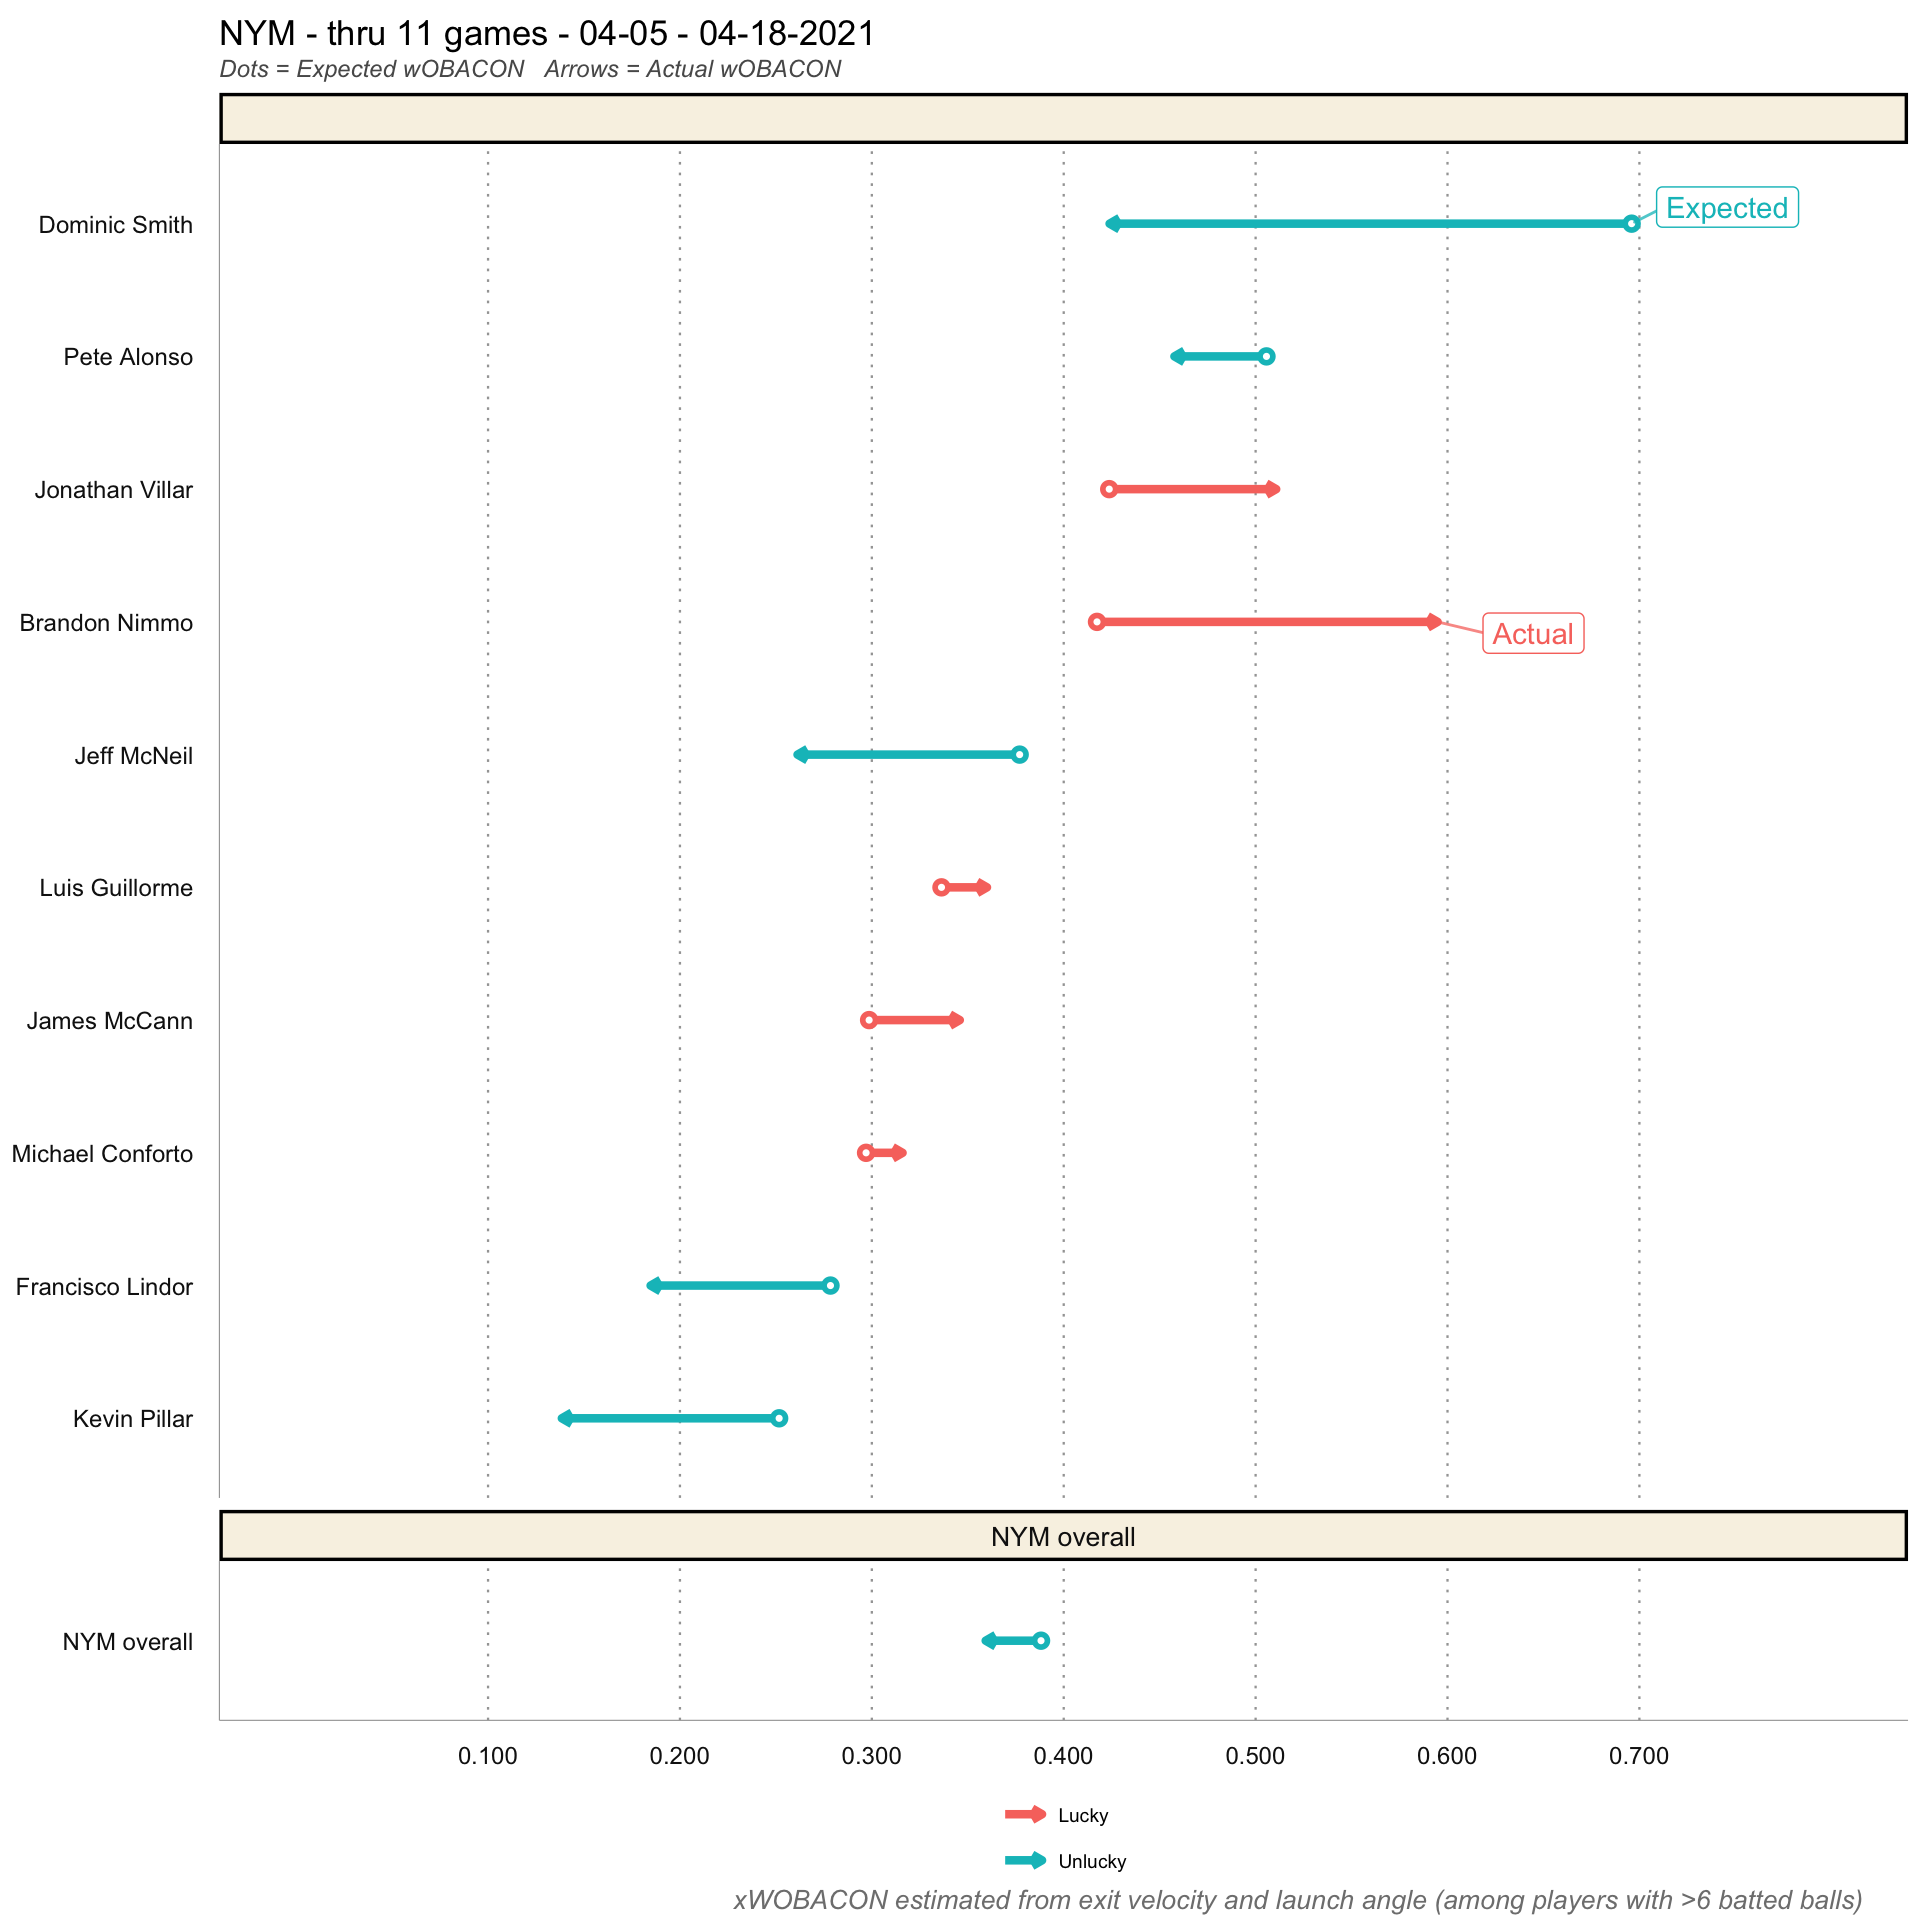 NYM - thru 11 games - 04-05 - 04-18-2021
Dots = Expected wOBACON   Arrows = Actual wOBACON
Dominic Smith
Expected
Pete Alonso
Jonathan Villar
Brandon Nimmo
Actual
Jeff McNeil
Luis Guillorme
James McCann
Michael Conforto
Francisco Lindor
Kevin Pillar
NYM overall
NYM overall
0.100 0.200 0.300 0.400 0.500 0.600 0.700
Lucky
Unlucky
xWOBACON estimated from exit velocity and launch angle (among players with >6 batted balls)